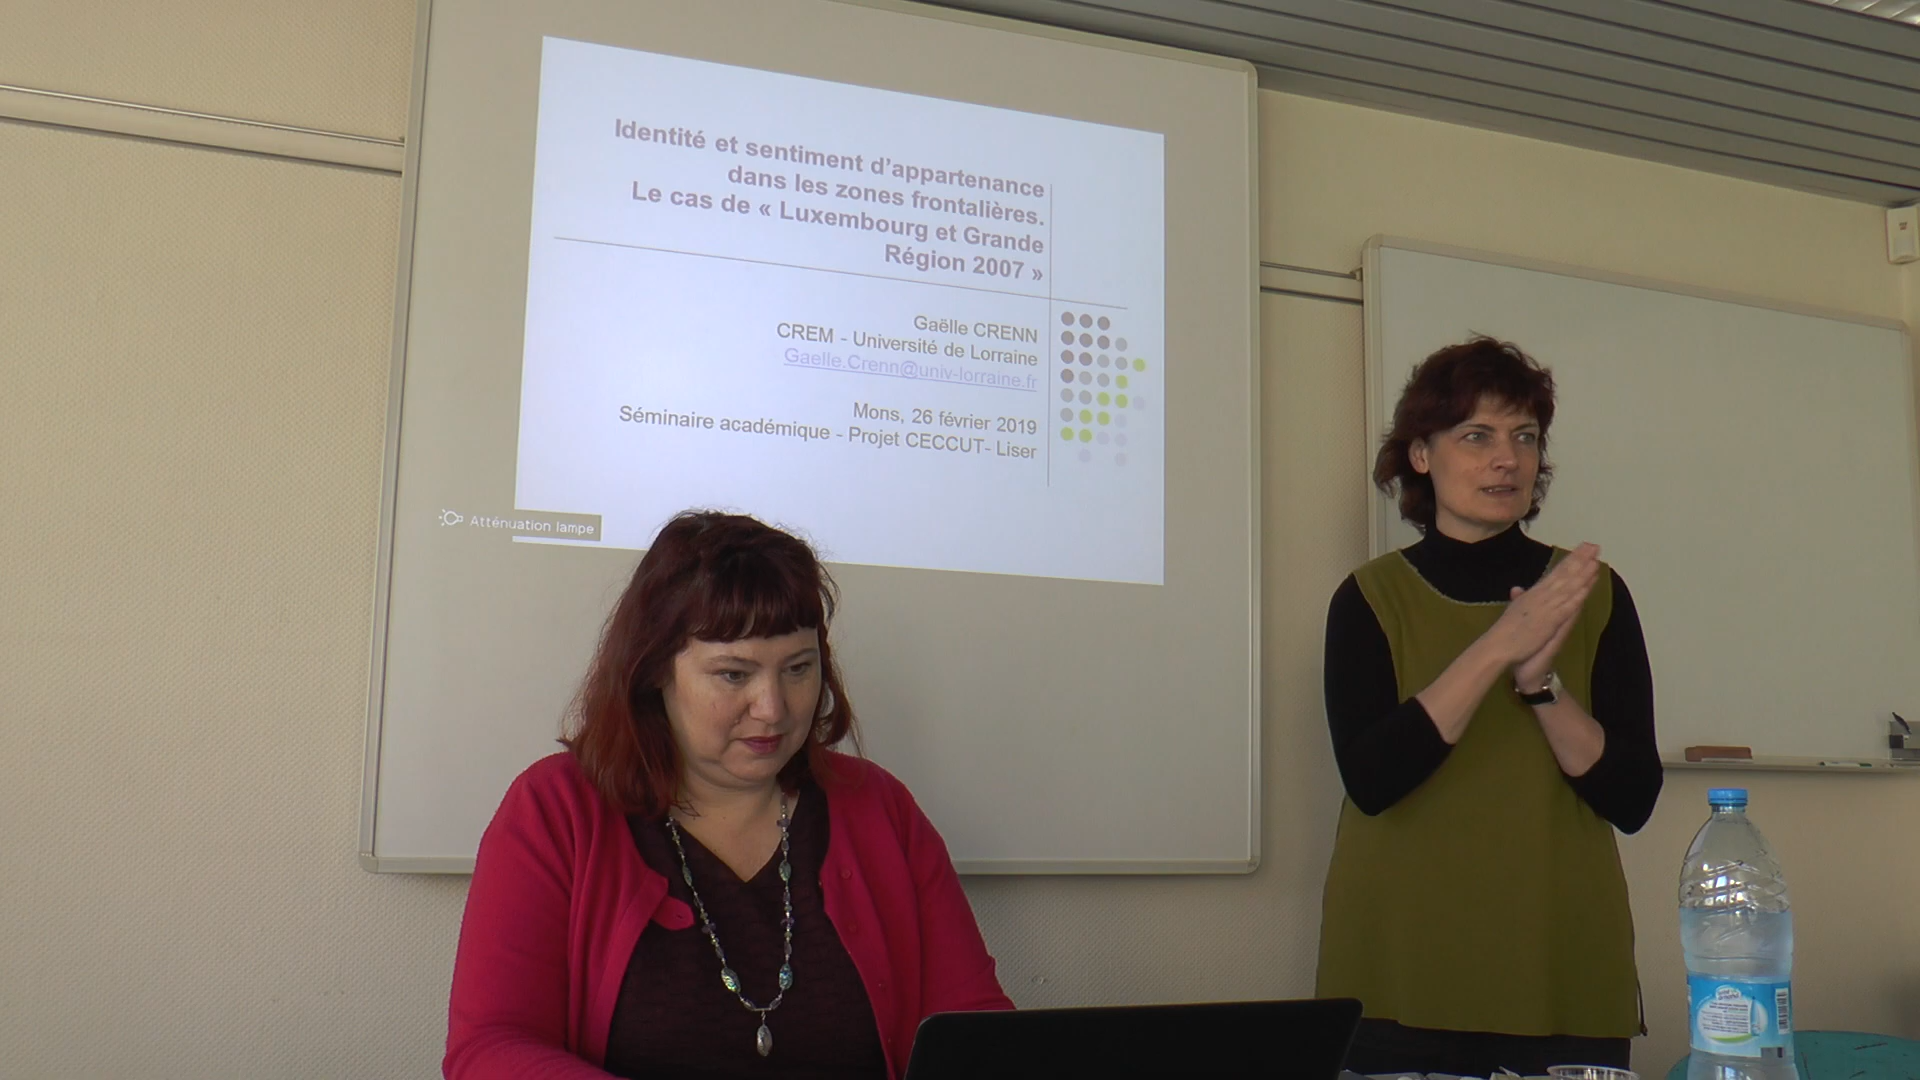 Identité et sentiment d'appartenance
dans les zones frontalières.
Le cas de « Luxembourg et Grande
Région 2007 »
Gaëlle CRENN
CREM - Université de Lorraine
Gaelle.Crenn@univ-lorraine.fr
Mons, 26 février 2019
Séminaire académique - Projet CECCUT- Liser
Atténuation lampe